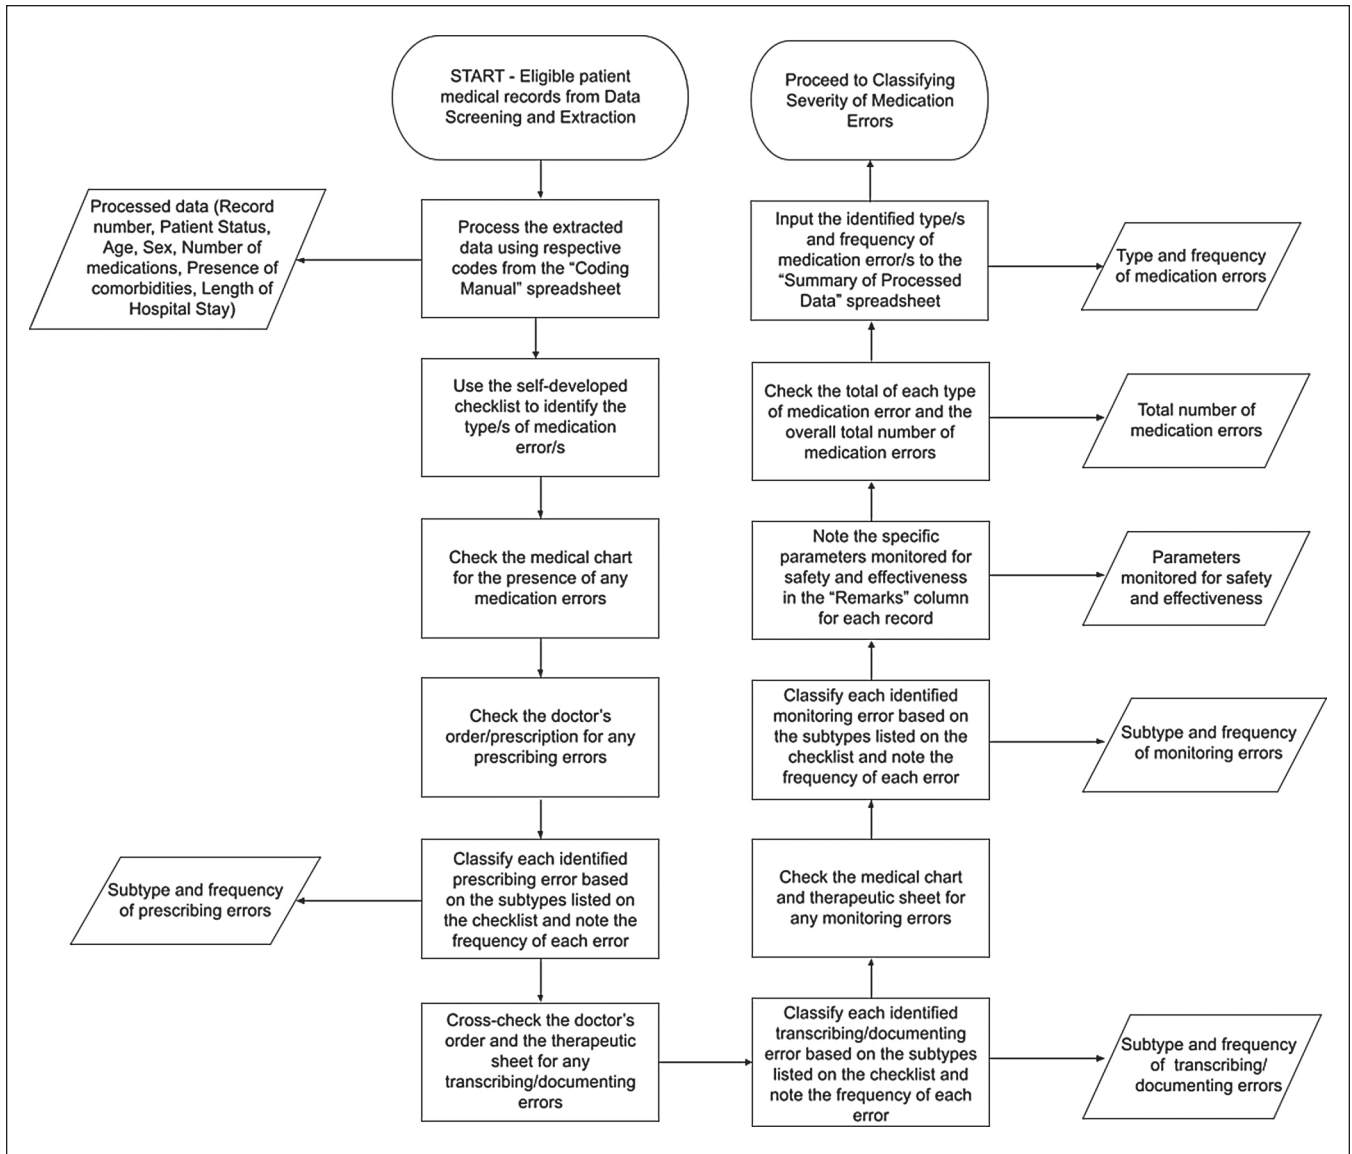 START - Eligible patient
medical records from Data
Screening and Extraction
Process the extracted
data using respective
codes from the “Coding
Manual” spreadsheet
Processed data (Record
number, Patient Status,
Age, Sex, Number of
medications, Presence of
comorbidities, Length of
Hospital Stay)
Use the self-developed
checklist to identify the
type/s of medication
error/s
Check the medical chart
for the presence of any
medication errors
Check the doctor’s
order/prescription for any
prescribing errors
Classify each identified
prescribing error based
on the subtypes listed on
the checklist and note the
frequency of each error
Subtype and frequency
of prescribing errors
Cross-check the doctor’s
order and the therapeutic
sheet for any
transcribing/documenting
errors
Classify each identified
transcribing/documenting
error based on the subtypes
listed on the checklist and
note the frequency of each
error
Subtype and frequency
of transcribing/
documenting errors
Check the medical chart
and therapeutic sheet for
any monitoring errors
Classify each identified
monitoring error based on
the subtypes listed on the
checklist and note the
frequency of each error
Subtype and frequency
of monitoring errors
Note the specific
parameters monitored for
safety and effectiveness
in the “Remarks” column
for each record
Parameters
monitored for safety
and effectiveness
Check the total of each type
of medication error and the
overall total number of
medication errors
Total number of
medication errors
Input the identified type/s
and frequency of
medication error/s to the
“Summary of Processed
Data” spreadsheet
Type and frequency
of medication errors
Proceed to Classifying
Severity of Medication
Errors